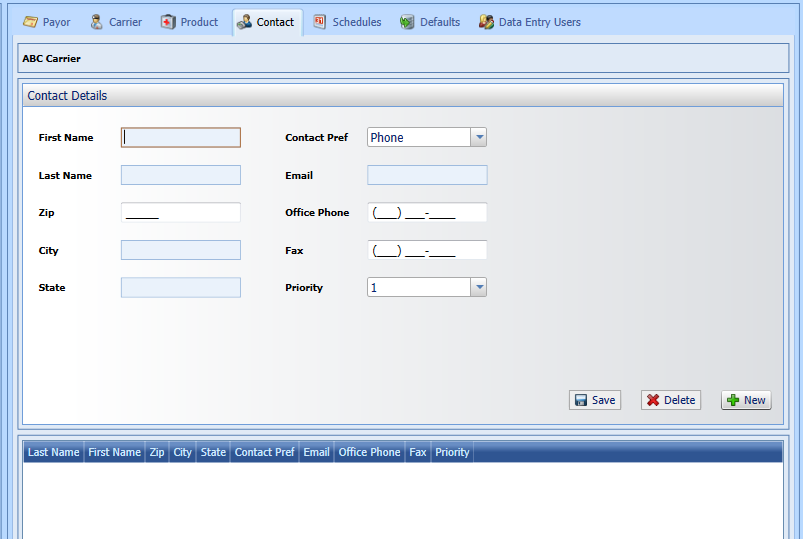 Payor Carrier Product Contact Schedules Defaults Data Entry Users
ABC Carrier
Contact Details
First Name Contact Pref Phone
Last Name Email
Zip _____ Office Phone (___) ___-____
City Fax (___) ___-____
State Priority 1
Save Delete New
Last Name First Name Zip City State Contact Pref Email Office Phone Fax Priority